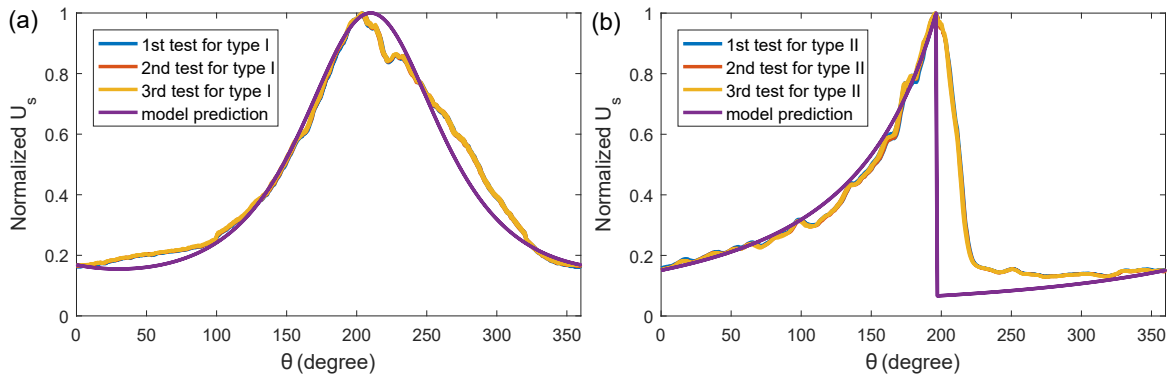 (a)
Normalized U_s
1
0.8
0.6
0.4
0.2
0
1st test for type I
2nd test for type I
3rd test for type I
model prediction
0 50 100 150 200 250 300 350
θ (degree)
(b)
Normalized U_s
1
0.8
0.6
0.4
0.2
0
1st test for type II
2nd test for type II
3rd test for type II
model prediction
0 50 100 150 200 250 300 350
θ (degree)